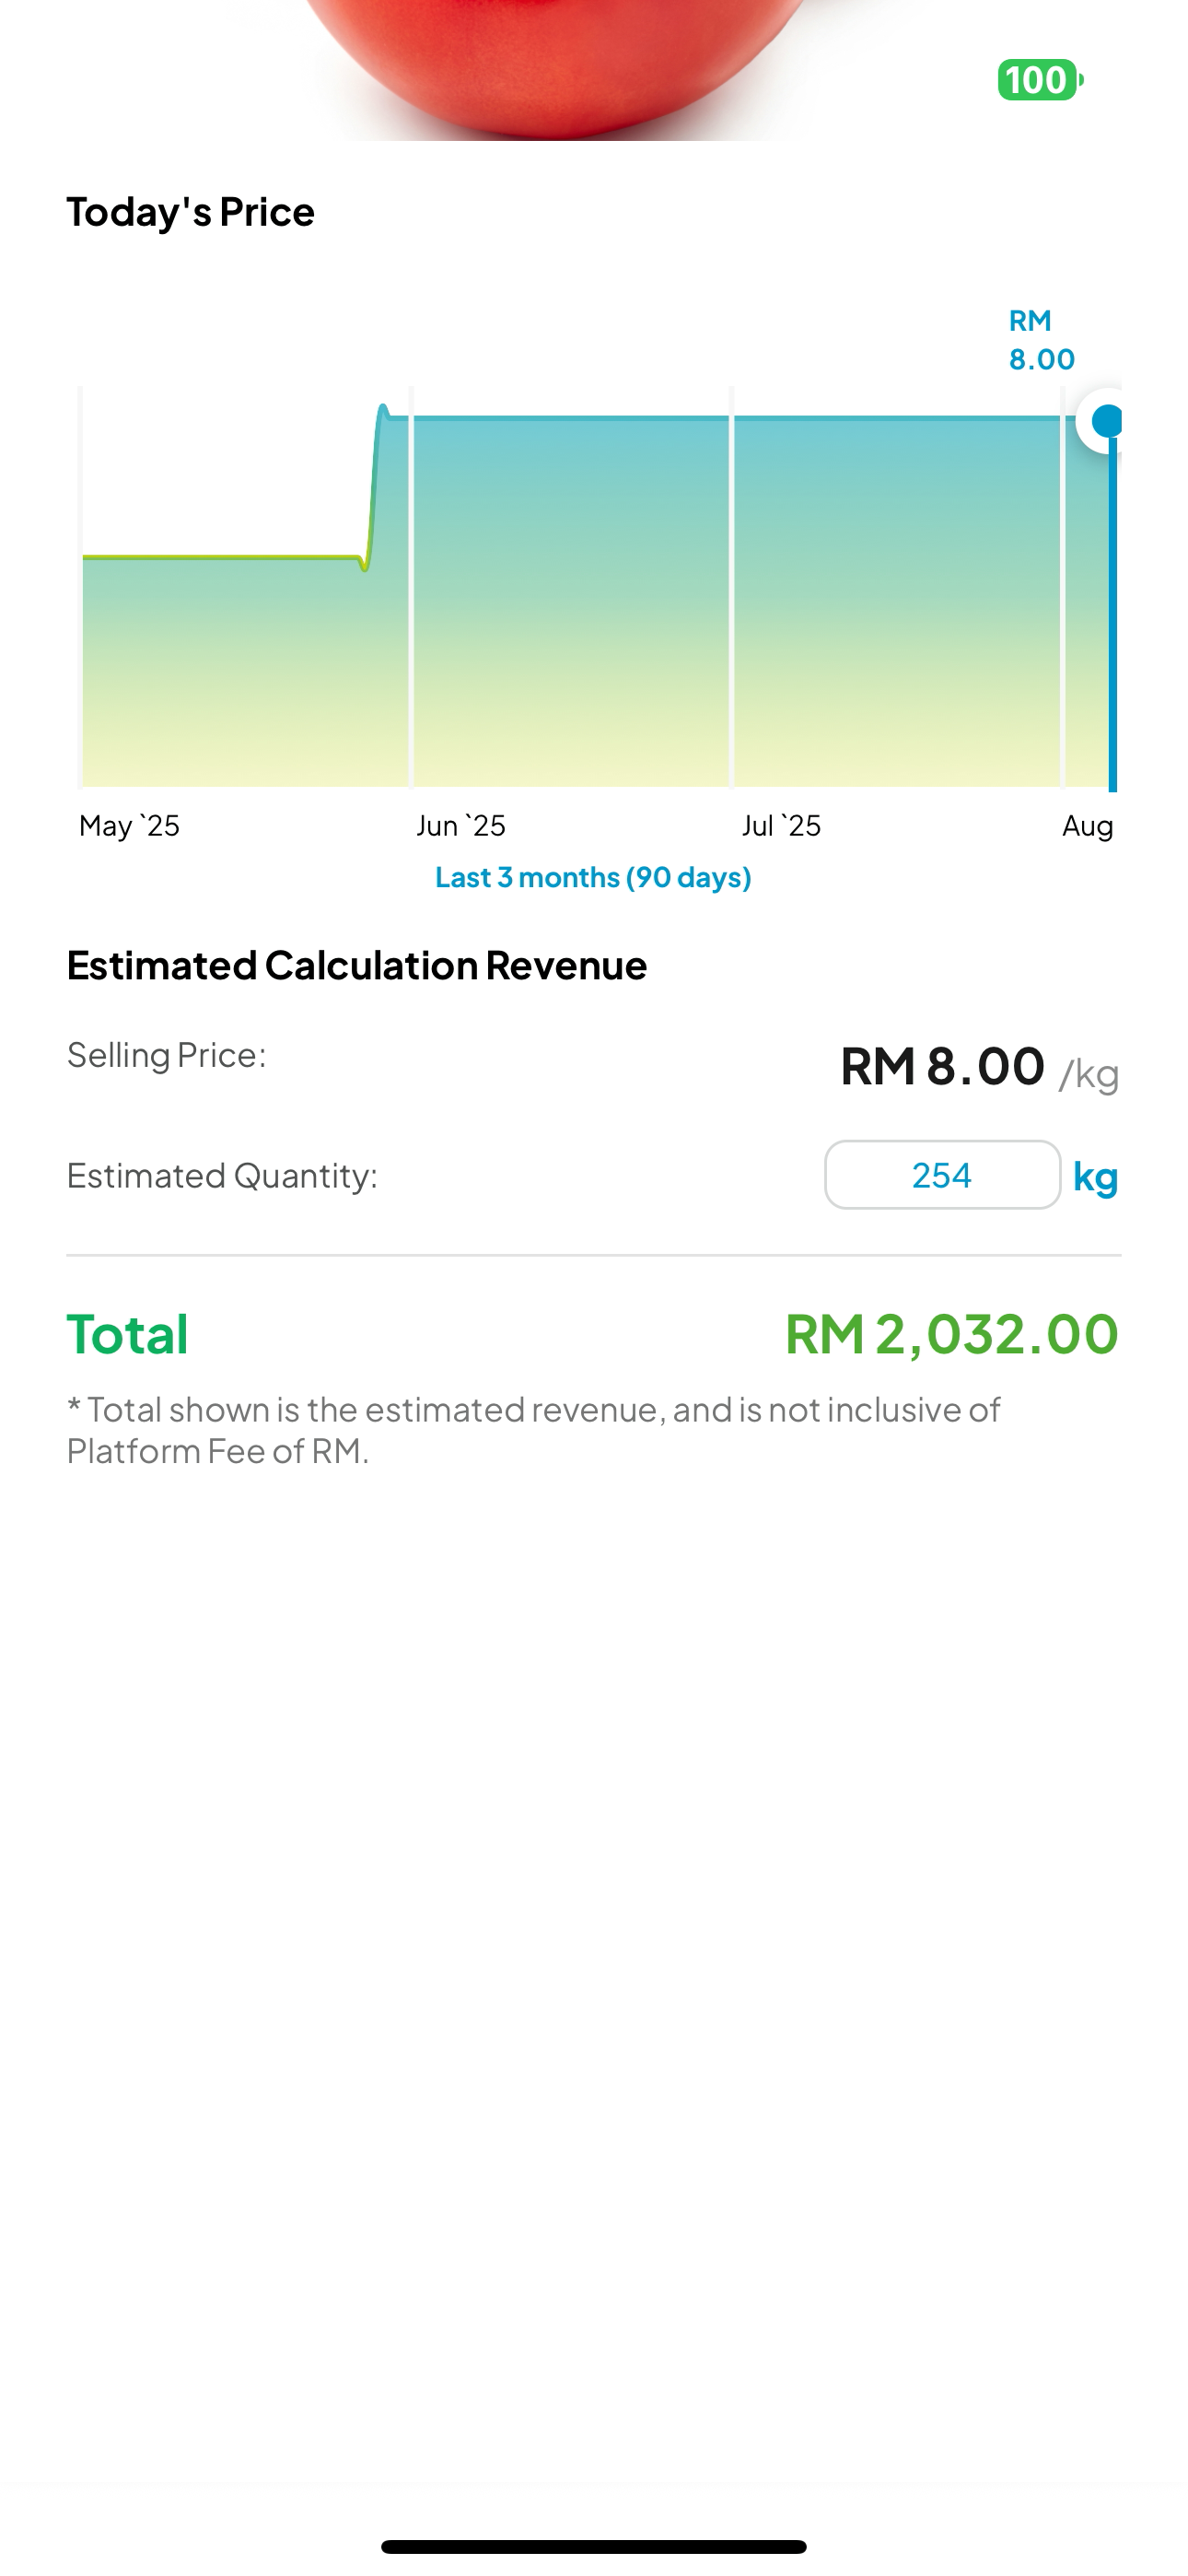 100
Today's Price
RM
8.00
May `25 Jun `25 Jul `25 Aug
Last 3 months (90 days)
Estimated Calculation Revenue
Selling Price: RM 8.00 /kg
Estimated Quantity: 254 kg
Total RM 2,032.00
* Total shown is the estimated revenue, and is not inclusive of
Platform Fee of RM.